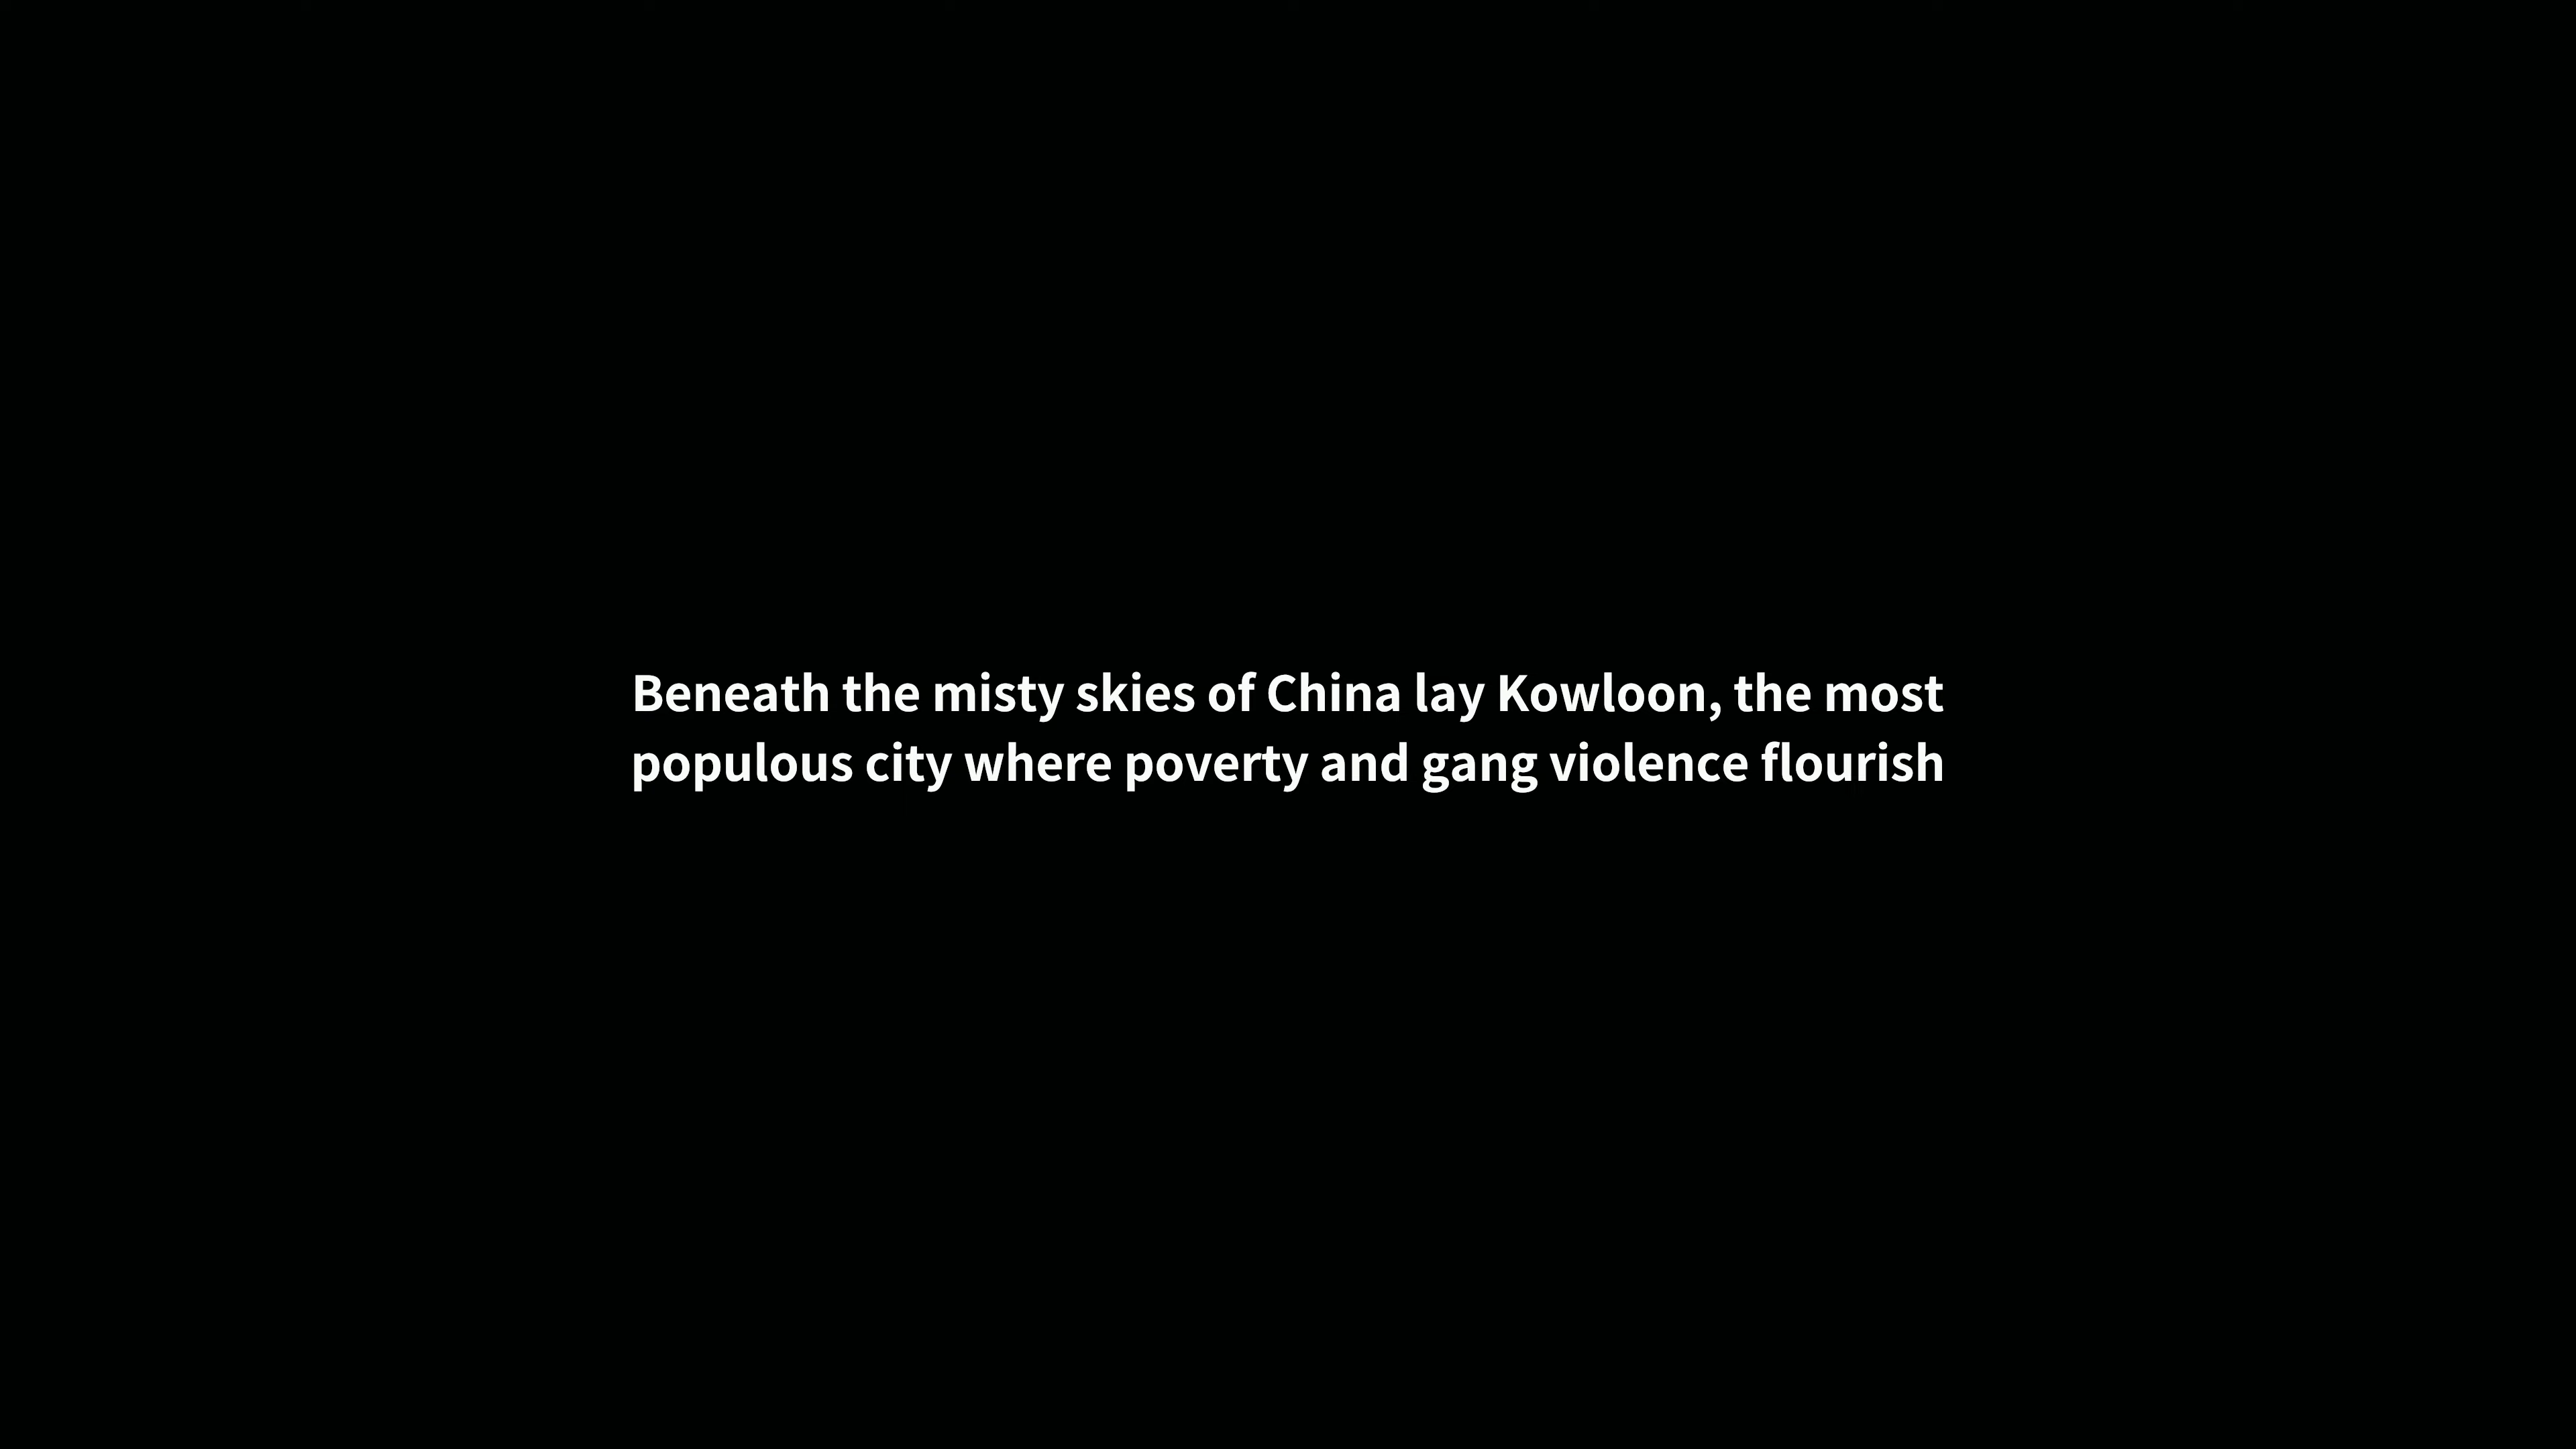 Beneath the misty skies of China lay Kowloon, the most
populous city where poverty and gang violence flourish